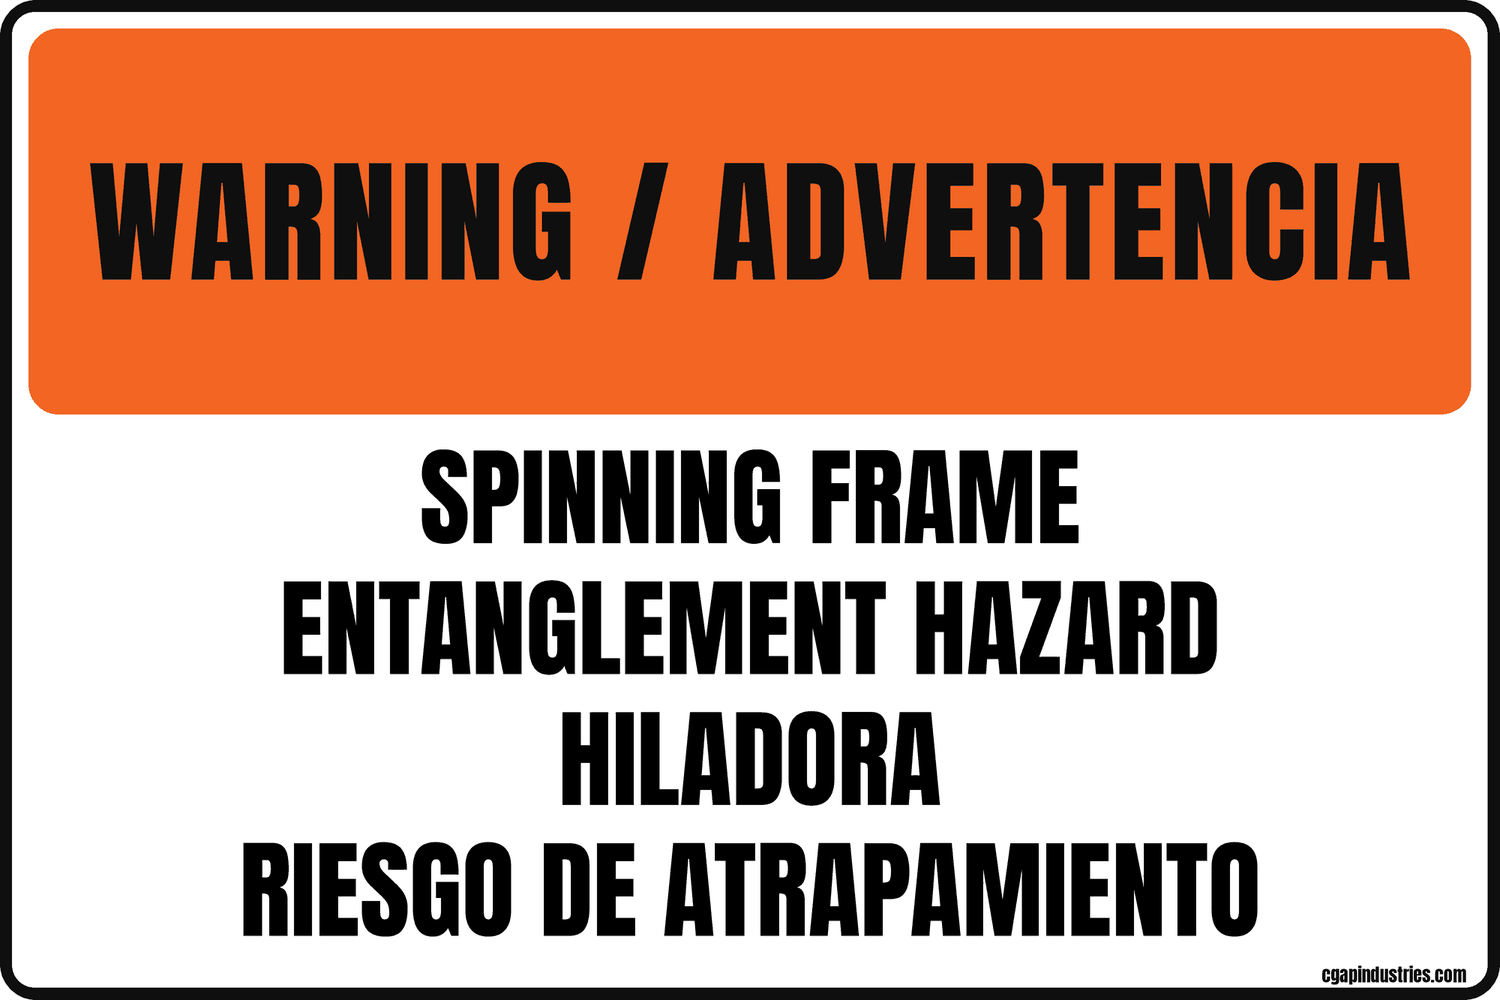 WARNING / ADVERTENCIA
SPINNING FRAME
ENTANGLEMENT HAZARD
HILADORA
RIESGO DE ATRAPAMIENTO
cgapindustries.com